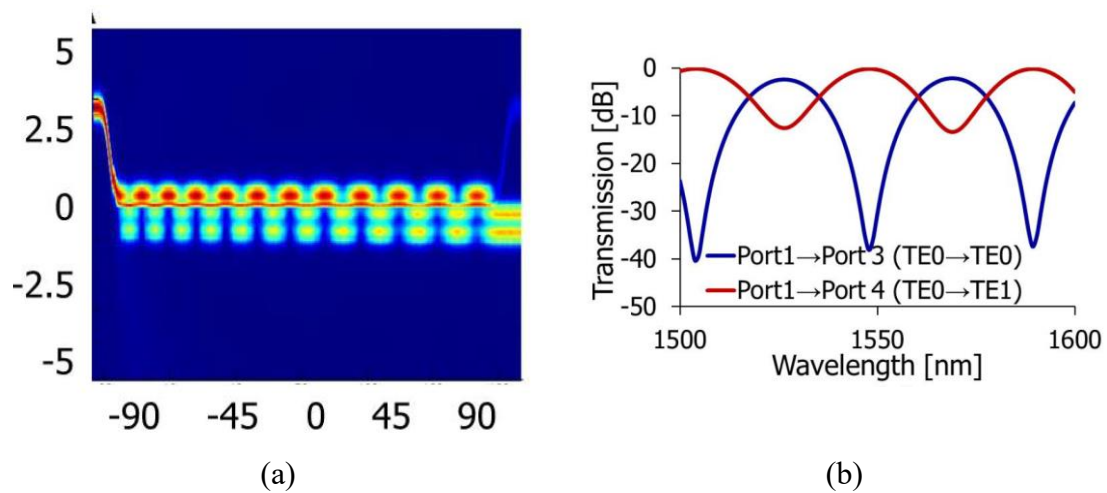 5
2.5
0
-2.5
-5
-90 -45 0 45 90
(a)
Transmission [dB]
0
-10
-20
-30
-40
-50
Port1→Port 3 (TE0→TE0)
Port1→Port 4 (TE0→TE1)
1500 1550 1600
Wavelength [nm]
(b)